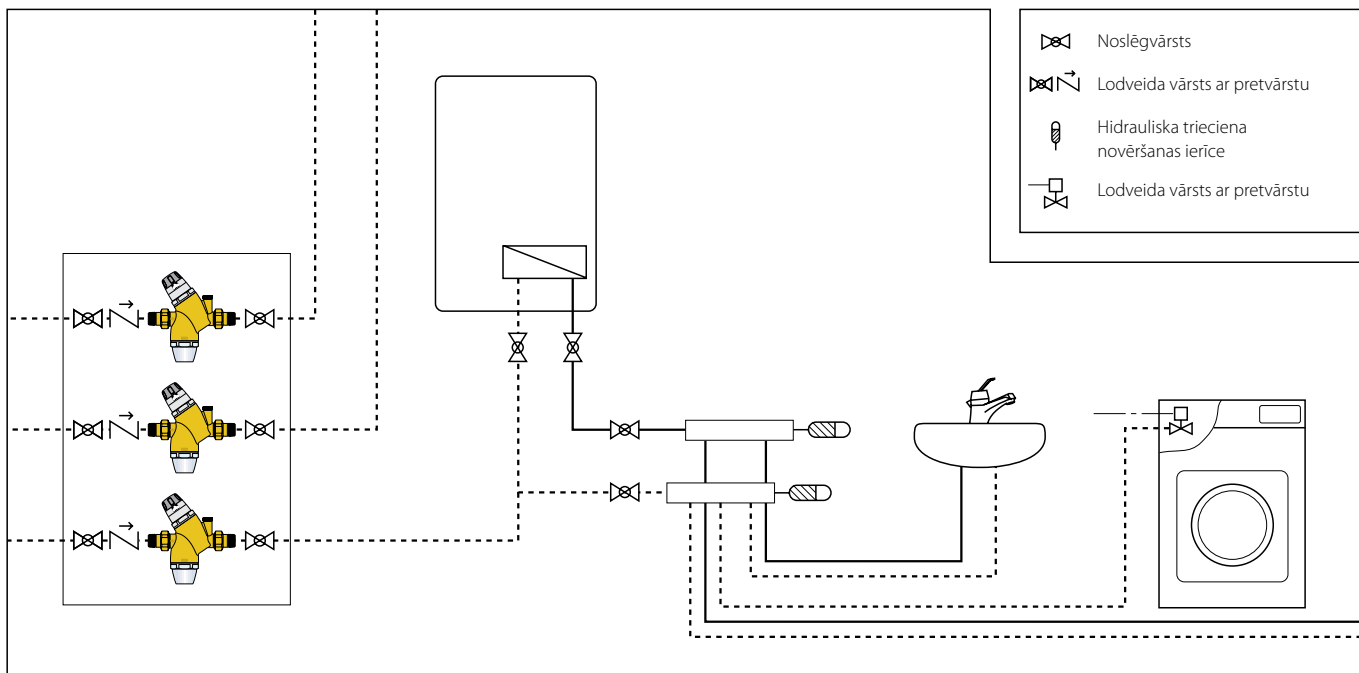 Noslēgvārsts
Lodveida vārsts ar pretvārstu
Hidrauliska trieciena
novēršanas ierīce
Lodveida vārsts ar pretvārstu